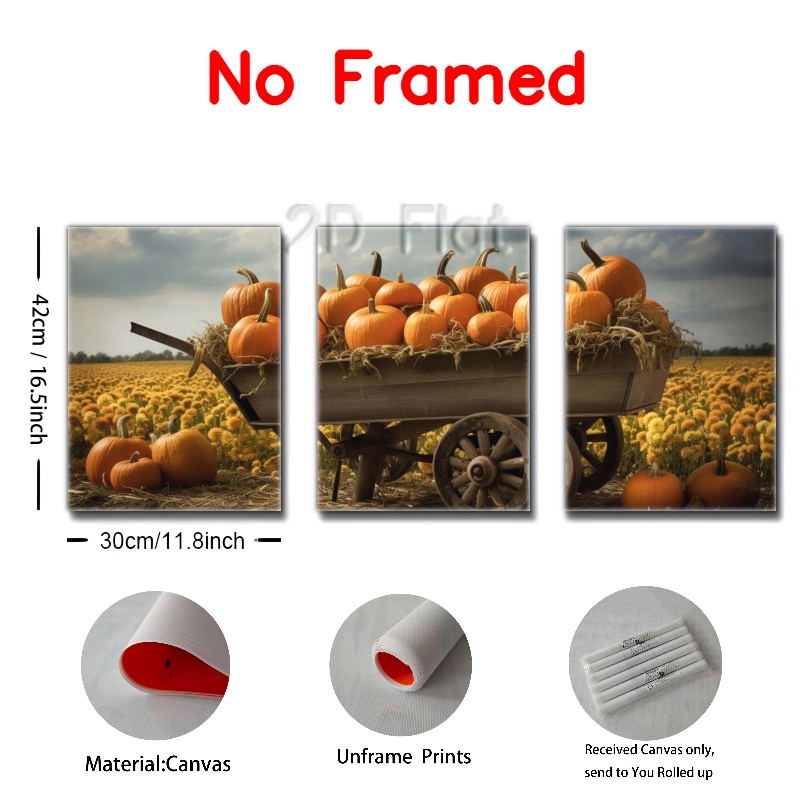 No Framed
2D Flat
42cm / 16.5inch
30cm/11.8inch
Material:Canvas
Unframe Prints
Received Canvas only,
send to You Rolled up